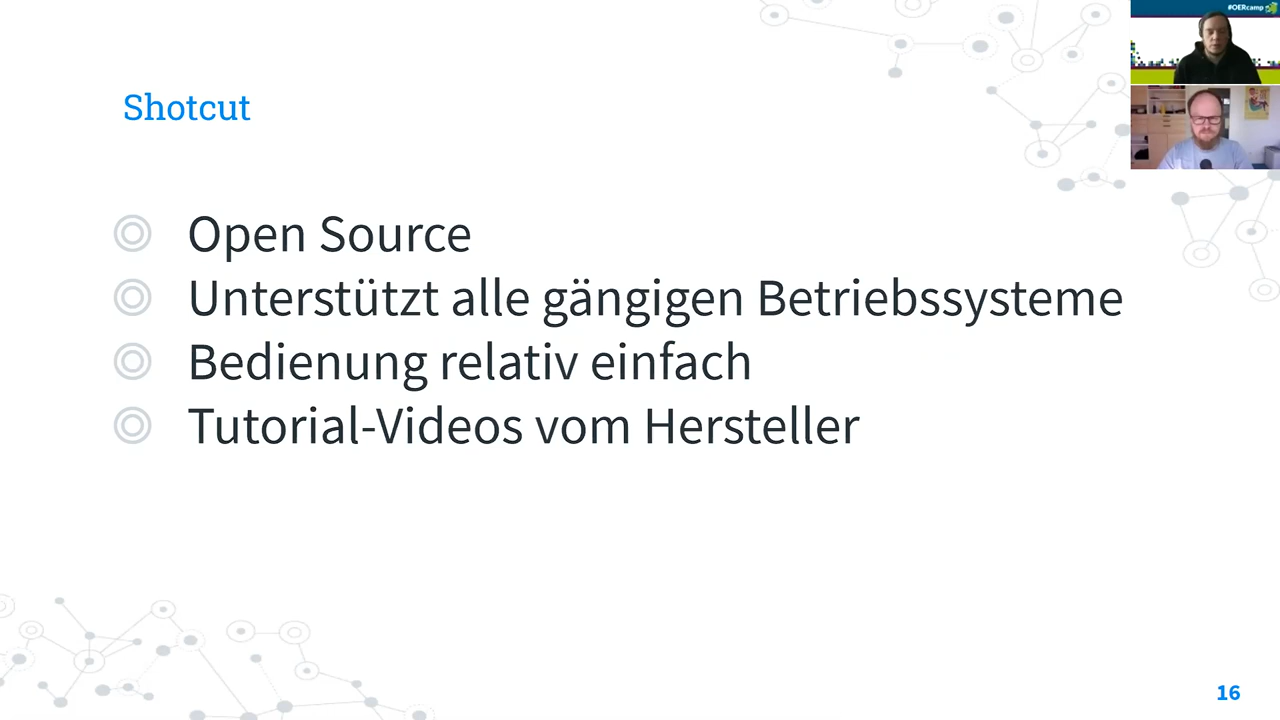 #OERcamp
Shotcut
Open Source
Unterstützt alle gängigen Betriebssysteme
Bedienung relativ einfach
Tutorial-Videos vom Hersteller
16